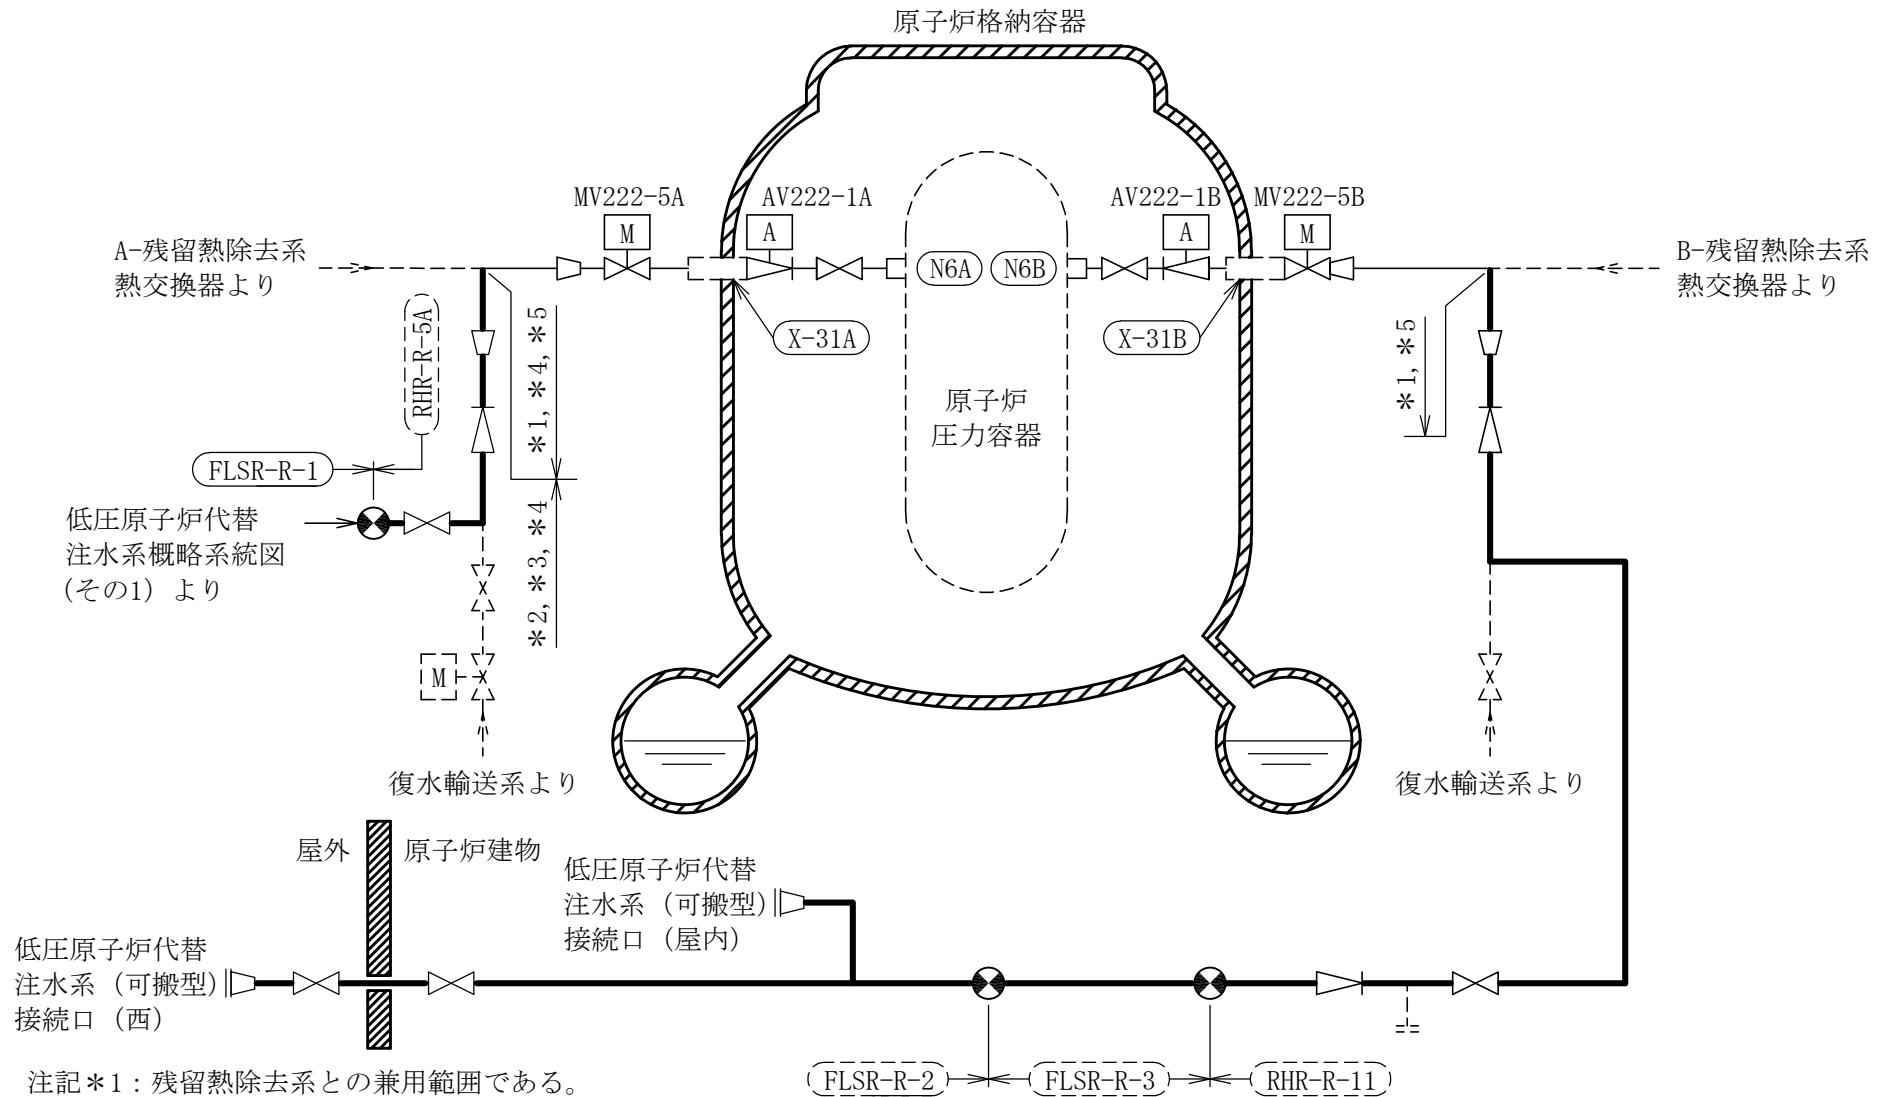 原子炉格納容器
MV222-5A
AV222-1A
AV222-1B
MV222-5B
M
A
A
M
A-残留熱除去系
熱交換器より
N6A
N6B
B-残留熱除去系
熱交換器より
RHR-R-5A
X-31A
X-31B
＊1,＊4,＊5
＊1,＊5
原子炉
圧力容器
FLSR-R-1
低圧原子炉代替
注水系概略系統図
(その1) より
＊2,＊3,＊4
M
復水輸送系より
復水輸送系より
屋外
原子炉建物
低圧原子炉代替
注水系（可搬型）
接続口（屋内）
低圧原子炉代替
注水系（可搬型）
接続口（西）
FLSR-R-2
FLSR-R-3
RHR-R-11
注記＊1：残留熱除去系との兼用範囲である。